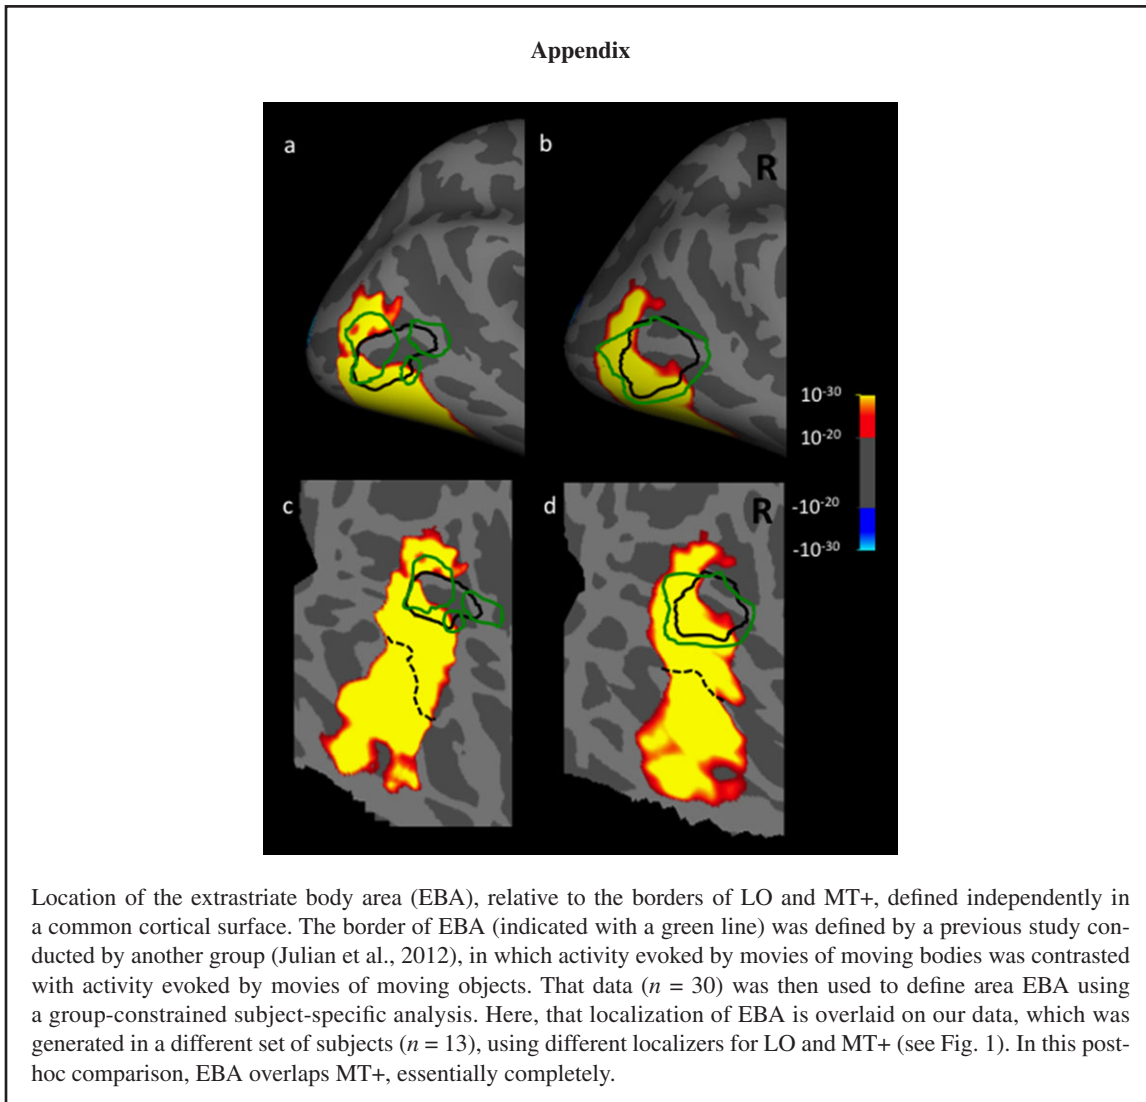 Appendix
a
b
R
10-30
10-20
-10-20
-10-30
c
d
R
Location of the extrastriate body area (EBA), relative to the borders of LO and MT+, defined independently in
a common cortical surface. The border of EBA (indicated with a green line) was defined by a previous study con-
ducted by another group (Julian et al., 2012), in which activity evoked by movies of moving bodies was contrasted
with activity evoked by movies of moving objects. That data (n = 30) was then used to define area EBA using
a group-constrained subject-specific analysis. Here, that localization of EBA is overlaid on our data, which was
generated in a different set of subjects (n = 13), using different localizers for LO and MT+ (see Fig. 1). In this post-
hoc comparison, EBA overlaps MT+, essentially completely.